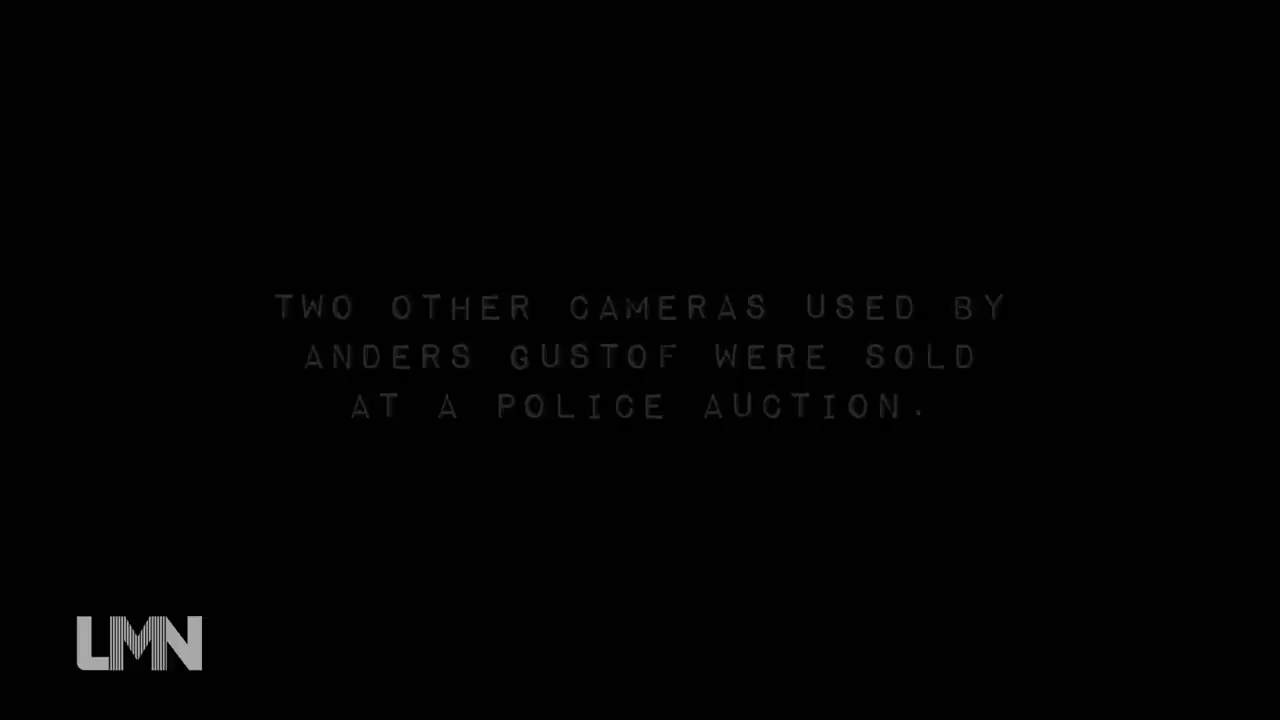 TWO OTHER CAMERAS USED BY
ANDERS GUSTOF WERE SOLD
AT A POLICE AUCTION.
LMN